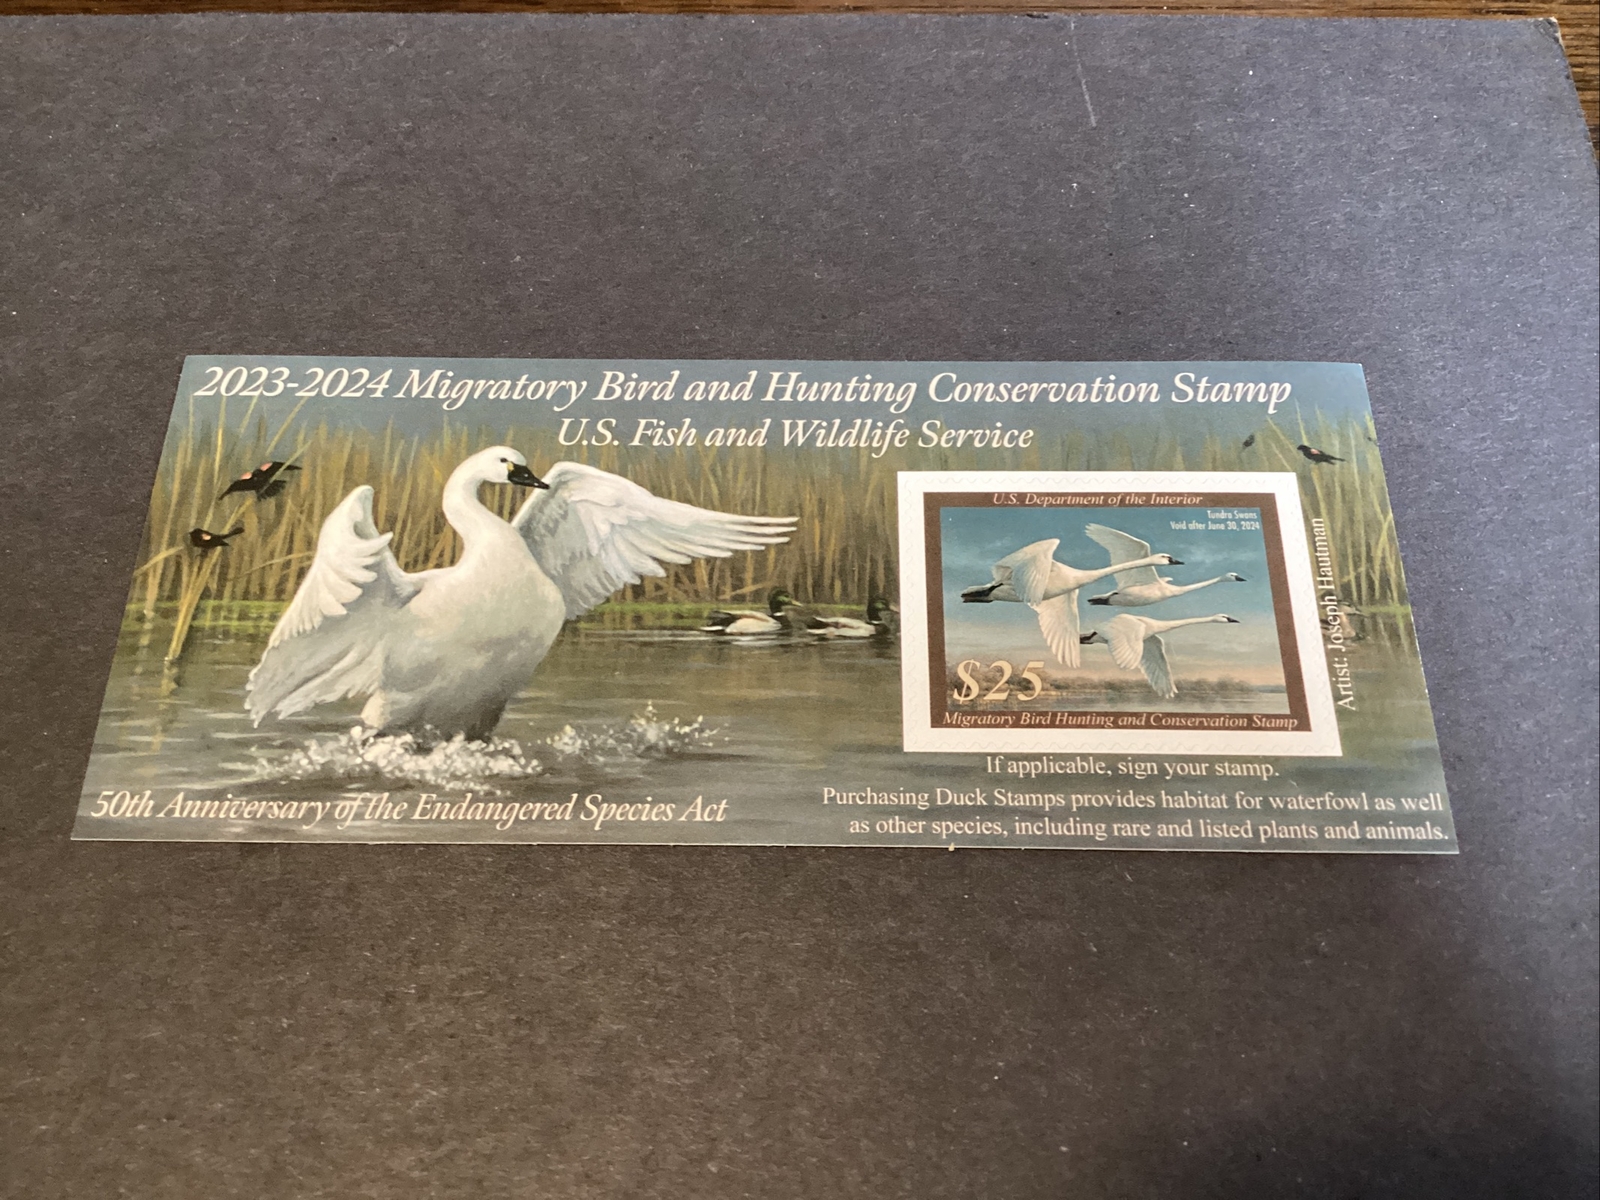 2023-2024 Migratory Bird and Hunting Conservation Stamp
U.S. Fish and Wildlife Service
U.S. Department of the Interior
Tundra Swans
Void after June 30, 2024
$25
Migratory Bird Hunting and Conservation Stamp
Artist: Joseph Hautman
If applicable, sign your stamp.
50th Anniversary of the Endangered Species Act
Purchasing Duck Stamps provides habitat for waterfowl as well
as other species, including rare and listed plants and animals.